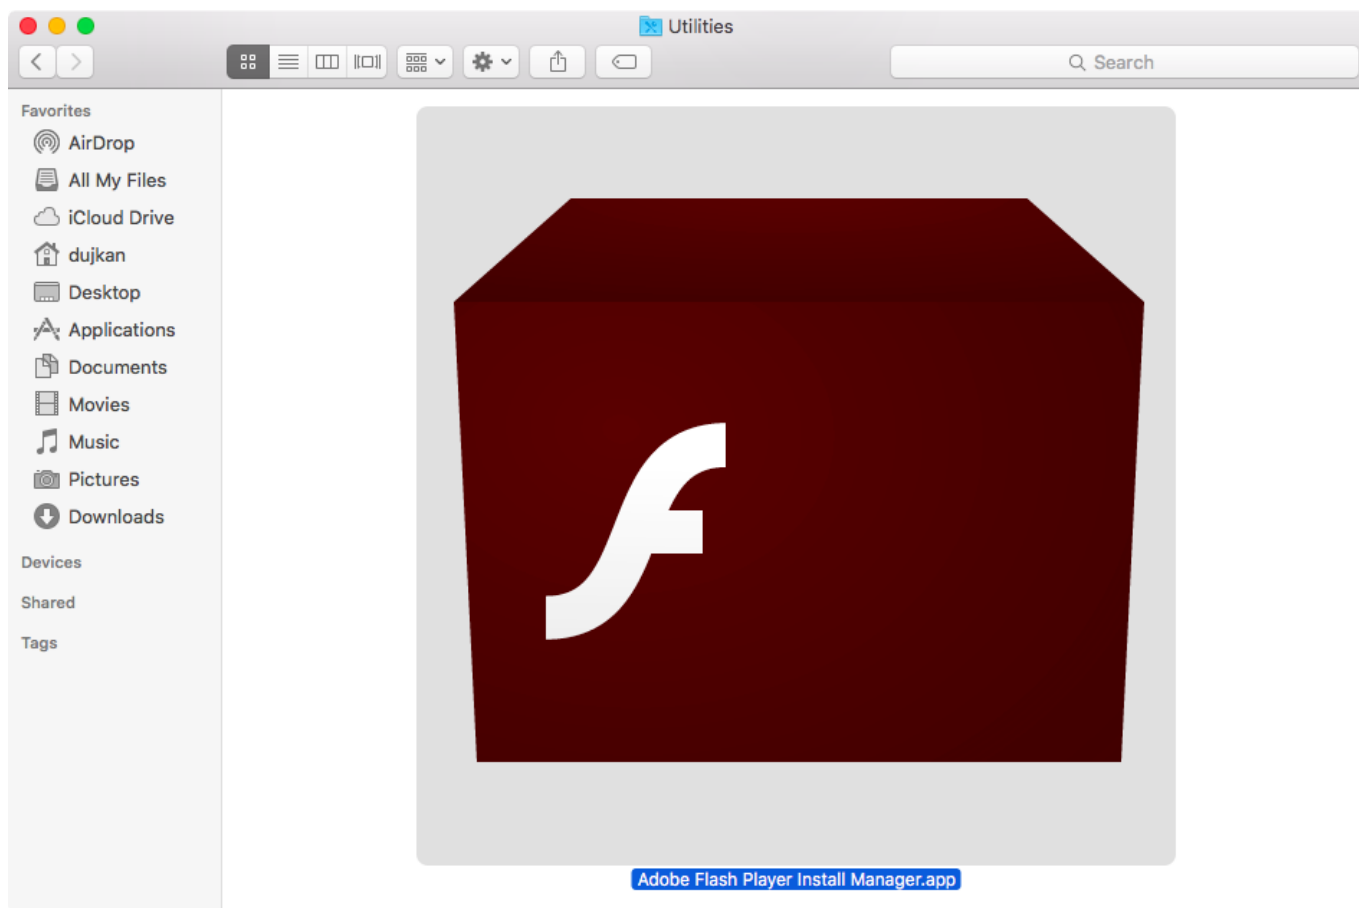 Utilities
Search
Favorites
AirDrop
All My Files
iCloud Drive
dujkan
Desktop
Applications
Documents
Movies
Music
Pictures
Downloads
Devices
Shared
Tags
Adobe Flash Player Install Manager.app